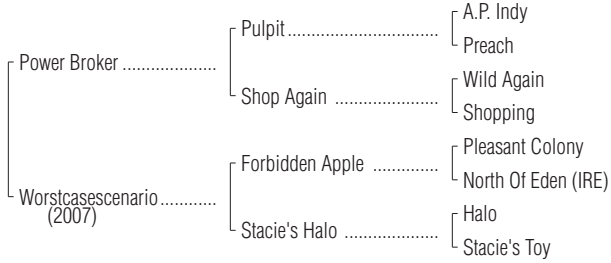 A.P. Indy
Pulpit
Preach
Power Broker
Wild Again
Shop Again
Shopping
Pleasant Colony
Forbidden Apple
North Of Eden (IRE)
Worstcasescenario
(2007)
Halo
Stacie's Halo
Stacie's Toy